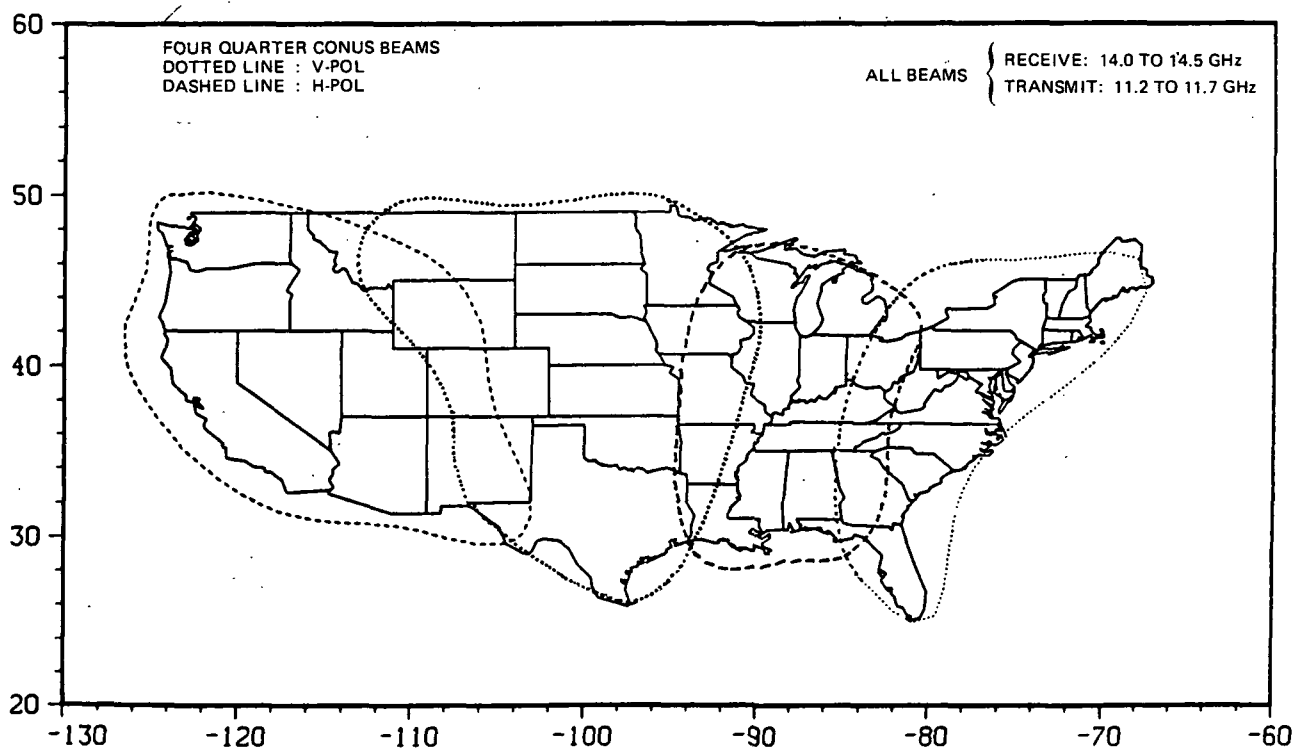 FOUR QUARTER CONUS BEAMS
DOTTED LINE : V-POL
DASHED LINE : H-POL
ALL BEAMS
RECEIVE: 14.0 TO 14.5 GHz
TRANSMIT: 11.2 TO 11.7 GHz
60
50
40
30
20
-130
-120
-110
-100
-90
-80
-70
-60